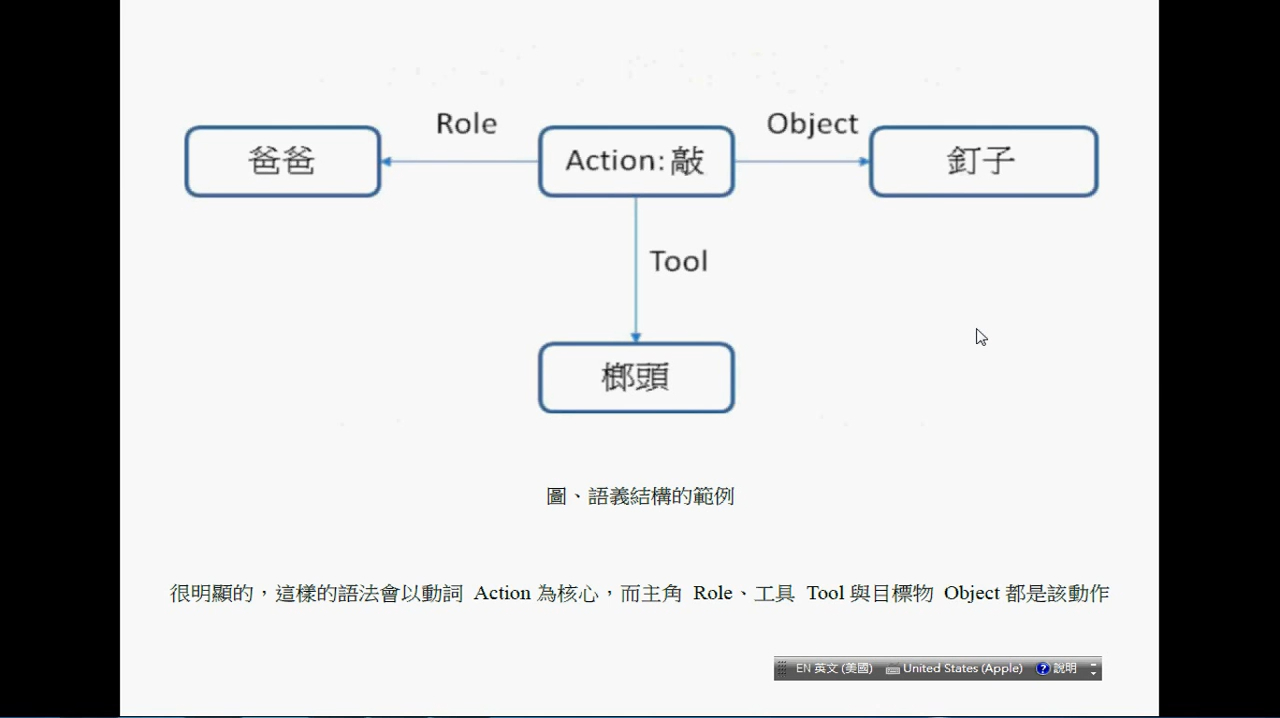 Role
Object
爸爸
Action: 敲
釘子
Tool
榔頭
圖、語義結構的範例
很明顯的，這樣的語法會以動詞 Action 為核心，而主角 Role、工具 Tool 與目標物 Object 都是該動作
EN 英文 (美國) United States (Apple) 說明